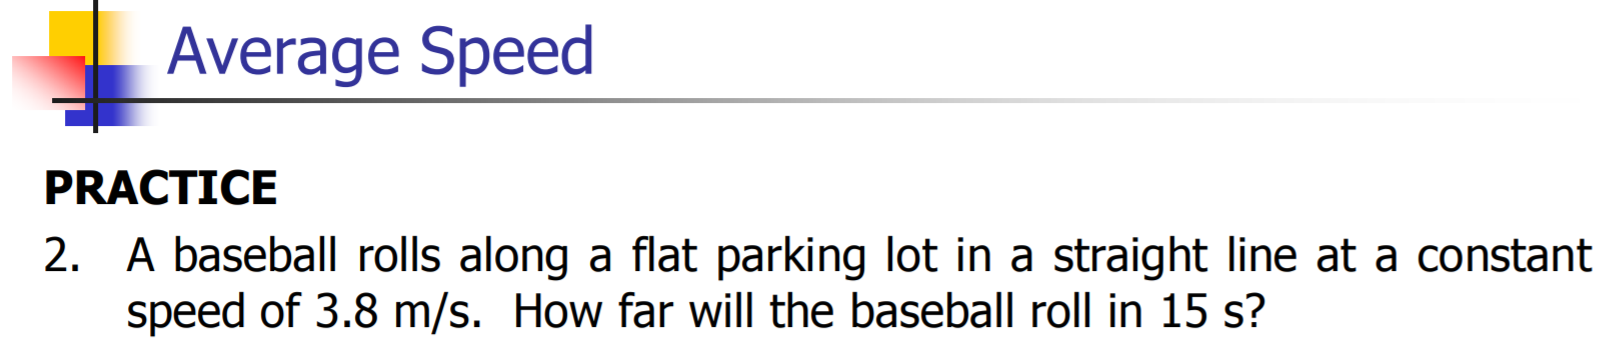 Average Speed
PRACTICE
2. A baseball rolls along a flat parking lot in a straight line at a constant
speed of 3.8 m/s. How far will the baseball roll in 15 s?